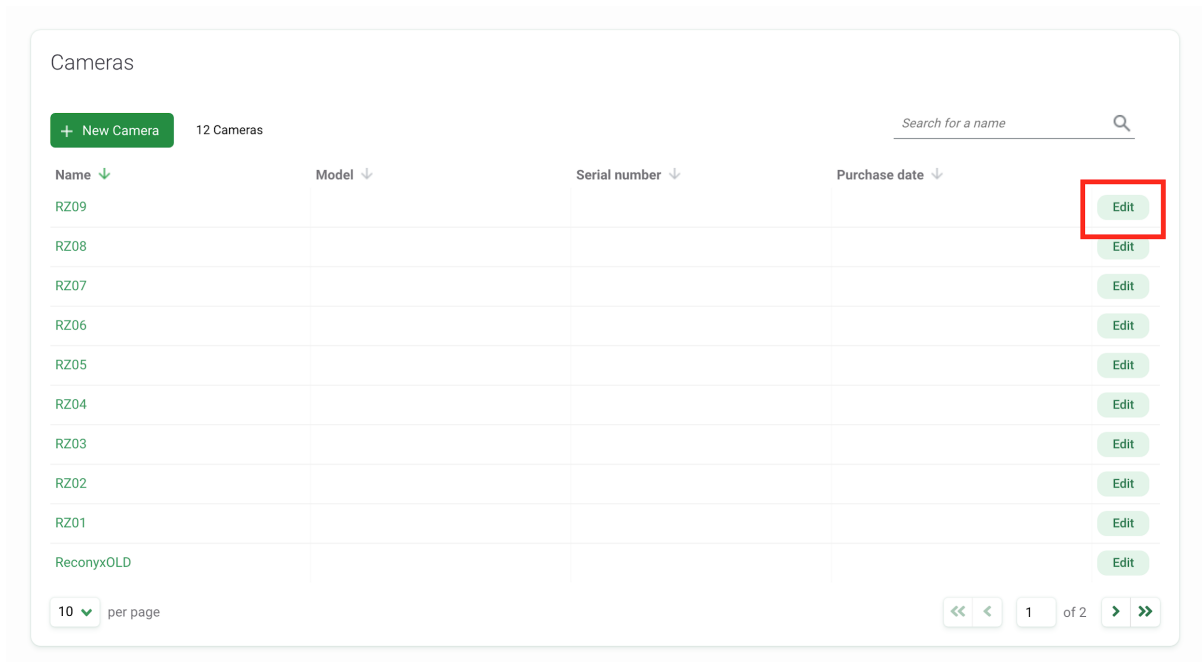 Cameras
New Camera
12 Cameras
Search for a name
Name Model Serial number Purchase date
RZ09 Edit
RZ08 Edit
RZ07 Edit
RZ06 Edit
RZ05 Edit
RZ04 Edit
RZ03 Edit
RZ02 Edit
RZ01 Edit
ReconyxOLD Edit
10 per page 1 of 2